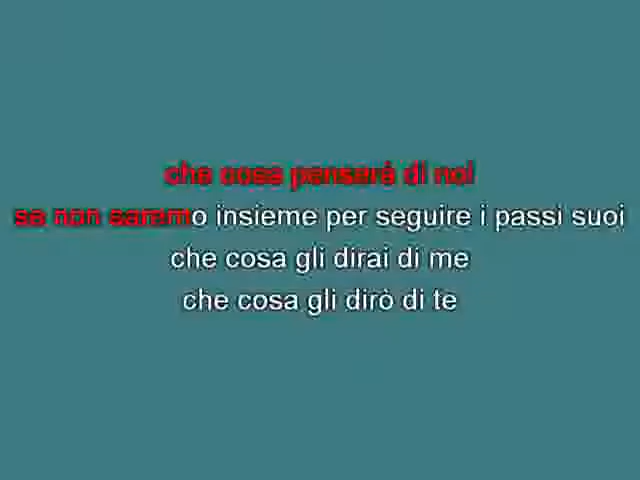 che cosa penserà di noi
se non saremo insieme per seguire i passi suoi
che cosa gli dirai di me
che cosa gli dirò di te